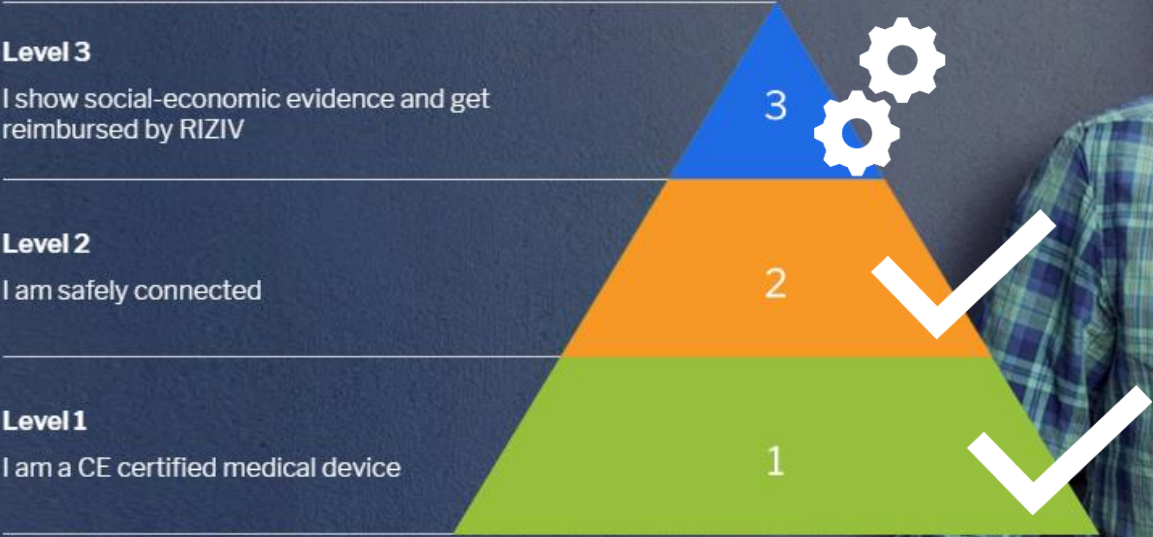 Level 3
I show social-economic evidence and get
reimbursed by RIZIV
3
Level 2
I am safely connected
2
Level 1
I am a CE certified medical device
1